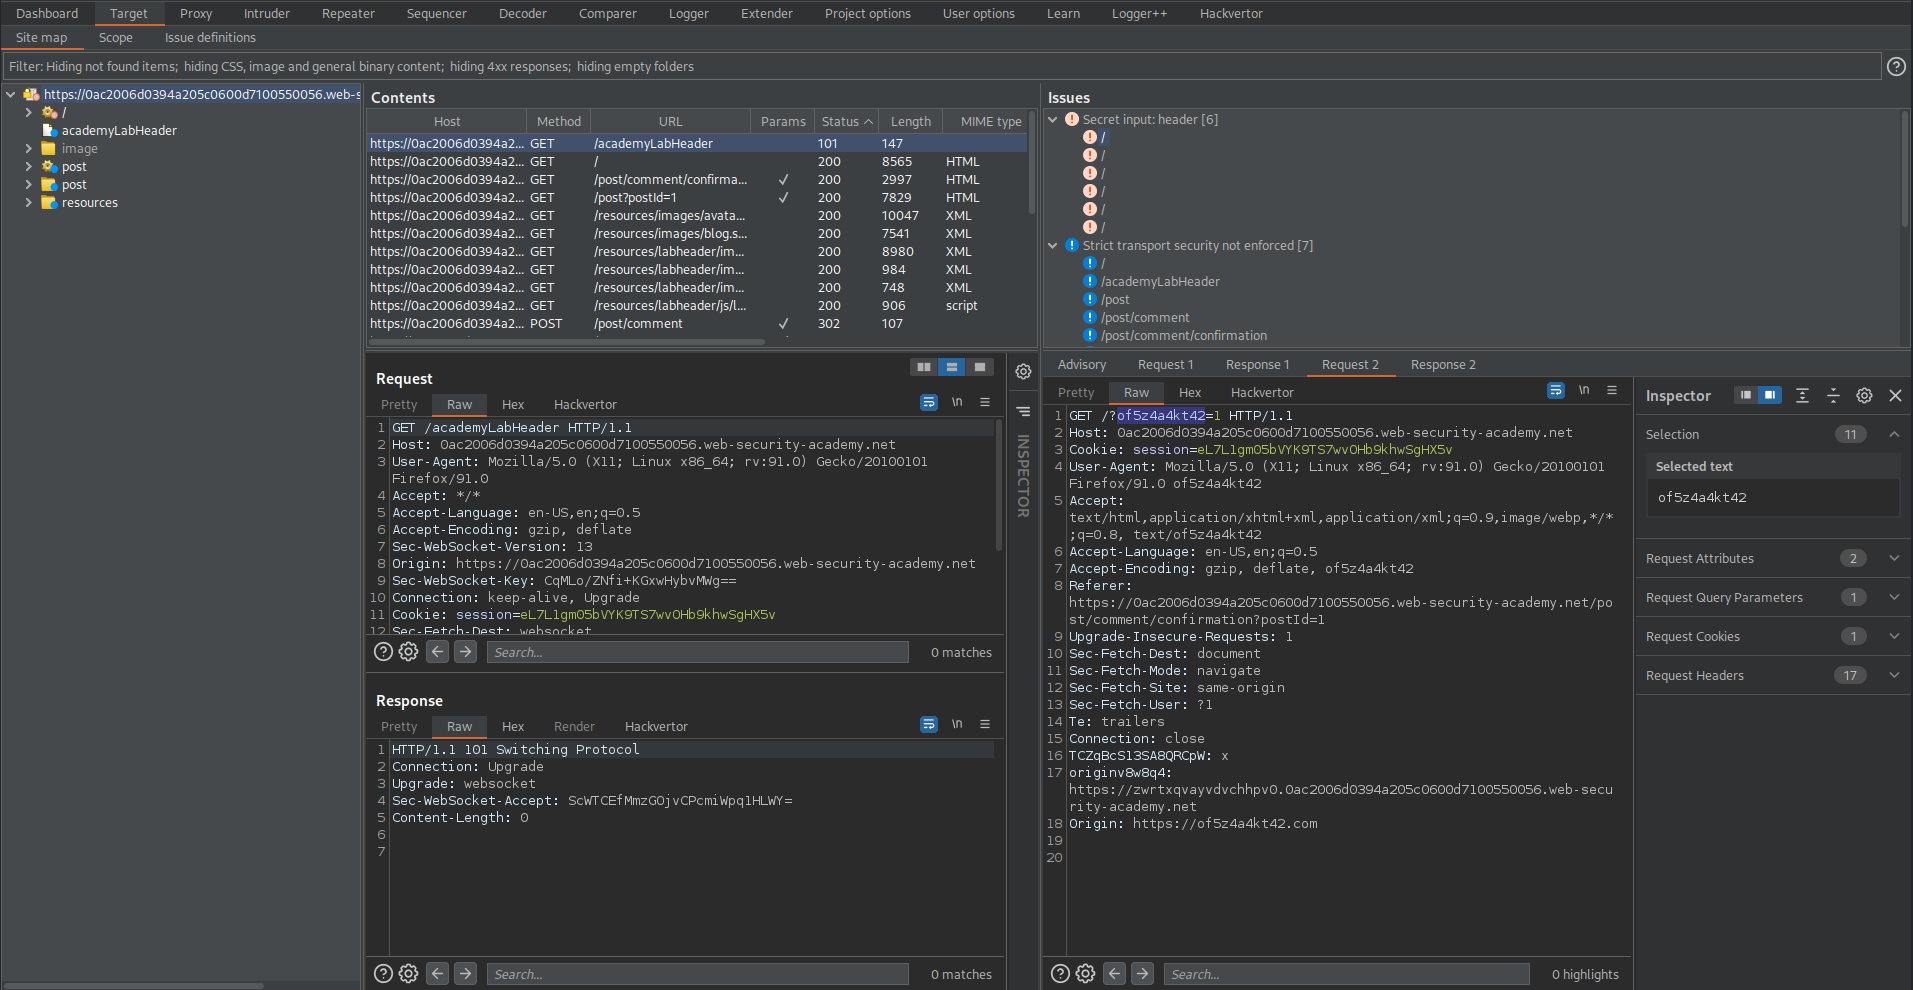 Dashboard Target Proxy Intruder Repeater Sequencer Decoder Comparer Logger Extender Project options User options Learn Logger++ Hackvertor
Site map Scope Issue definitions
Filter: Hiding not found items; hiding CSS, image and general binary content; hiding 4xx responses; hiding empty folders
https://0ac2006d0394a205c0600d7100550056.web-s
/
academyLabHeader
image
post
post
resources
Contents
Host Method URL Params Status Length MIME type
https://0ac2006d0394a2... GET /academyLabHeader 101 147
https://0ac2006d0394a2... GET / 200 8565 HTML
https://0ac2006d0394a2... GET /post/comment/confirma... ✓ 200 2997 HTML
https://0ac2006d0394a2... GET /post?postId=1 ✓ 200 7829 HTML
https://0ac2006d0394a2... GET /resources/images/avata... 200 10047 XML
https://0ac2006d0394a2... GET /resources/images/blog.s... 200 7541 XML
https://0ac2006d0394a2... GET /resources/labheader/im... 200 8980 XML
https://0ac2006d0394a2... GET /resources/labheader/im... 200 984 XML
https://0ac2006d0394a2... GET /resources/labheader/im... 200 748 XML
https://0ac2006d0394a2... GET /resources/labheader/js/l... 200 906 script
https://0ac2006d0394a2... POST /post/comment ✓ 302 107
Request
Pretty Raw Hex Hackvertor \n
1 GET /academyLabHeader HTTP/1.1
2 Host: 0ac2006d0394a205c0600d7100550056.web-security-academy.net
3 User-Agent: Mozilla/5.0 (X11; Linux x86_64; rv:91.0) Gecko/20100101
Firefox/91.0
4 Accept: */*
5 Accept-Language: en-US,en;q=0.5
6 Accept-Encoding: gzip, deflate
7 Sec-WebSocket-Version: 13
8 Origin: https://0ac2006d0394a205c0600d7100550056.web-security-academy.net
9 Sec-WebSocket-Key: CqMLo/ZNfi+KGxwHybvMWg==
10 Connection: keep-alive, Upgrade
11 Cookie: session=eL7L1gm05bVYK9TS7wvOHb9khwSgHX5v
12 Sec-Fetch-Dest: websocket
Search... 0 matches
Response
Pretty Raw Hex Render Hackvertor \n
1 HTTP/1.1 101 Switching Protocol
2 Connection: Upgrade
3 Upgrade: websocket
4 Sec-WebSocket-Accept: ScWTCEfMmzGOjvCPcmiWpq1HLWY=
5 Content-Length: 0
6
7
Search... 0 matches
INSPECTOR
Issues
Secret input: header [6]
/
/
/
/
/
/
Strict transport security not enforced [7]
/
/academyLabHeader
/post
/post/comment
/post/comment/confirmation
Advisory Request 1 Response 1 Request 2 Response 2
Pretty Raw Hex Hackvertor \n
1 GET /?of5z4a4kt42=1 HTTP/1.1
2 Host: 0ac2006d0394a205c0600d7100550056.web-security-academy.net
3 Cookie: session=eL7L1gm05bVYK9TS7wvOHb9khwSgHX5v
4 User-Agent: Mozilla/5.0 (X11; Linux x86_64; rv:91.0) Gecko/20100101
Firefox/91.0 of5z4a4kt42
5 Accept:
text/html,application/xhtml+xml,application/xml;q=0.9,image/webp,*/*
;q=0.8, text/of5z4a4kt42
6 Accept-Language: en-US,en;q=0.5
7 Accept-Encoding: gzip, deflate, of5z4a4kt42
8 Referer:
https://0ac2006d0394a205c0600d7100550056.web-security-academy.net/po
st/comment/confirmation?postId=1
9 Upgrade-Insecure-Requests: 1
10 Sec-Fetch-Dest: document
11 Sec-Fetch-Mode: navigate
12 Sec-Fetch-Site: same-origin
13 Sec-Fetch-User: ?1
14 Te: trailers
15 Connection: close
16 TCZqBcS13SA8QRCpW: x
17 originv8w8q4:
https://zwrtxqvayvdvchhpv0.0ac2006d0394a205c0600d7100550056.web-secu
rity-academy.net
18 Origin: https://of5z4a4kt42.com
19
20
Search... 0 highlights
Inspector
Selection 11
Selected text
of5z4a4kt42
Request Attributes 2
Request Query Parameters 1
Request Cookies 1
Request Headers 17